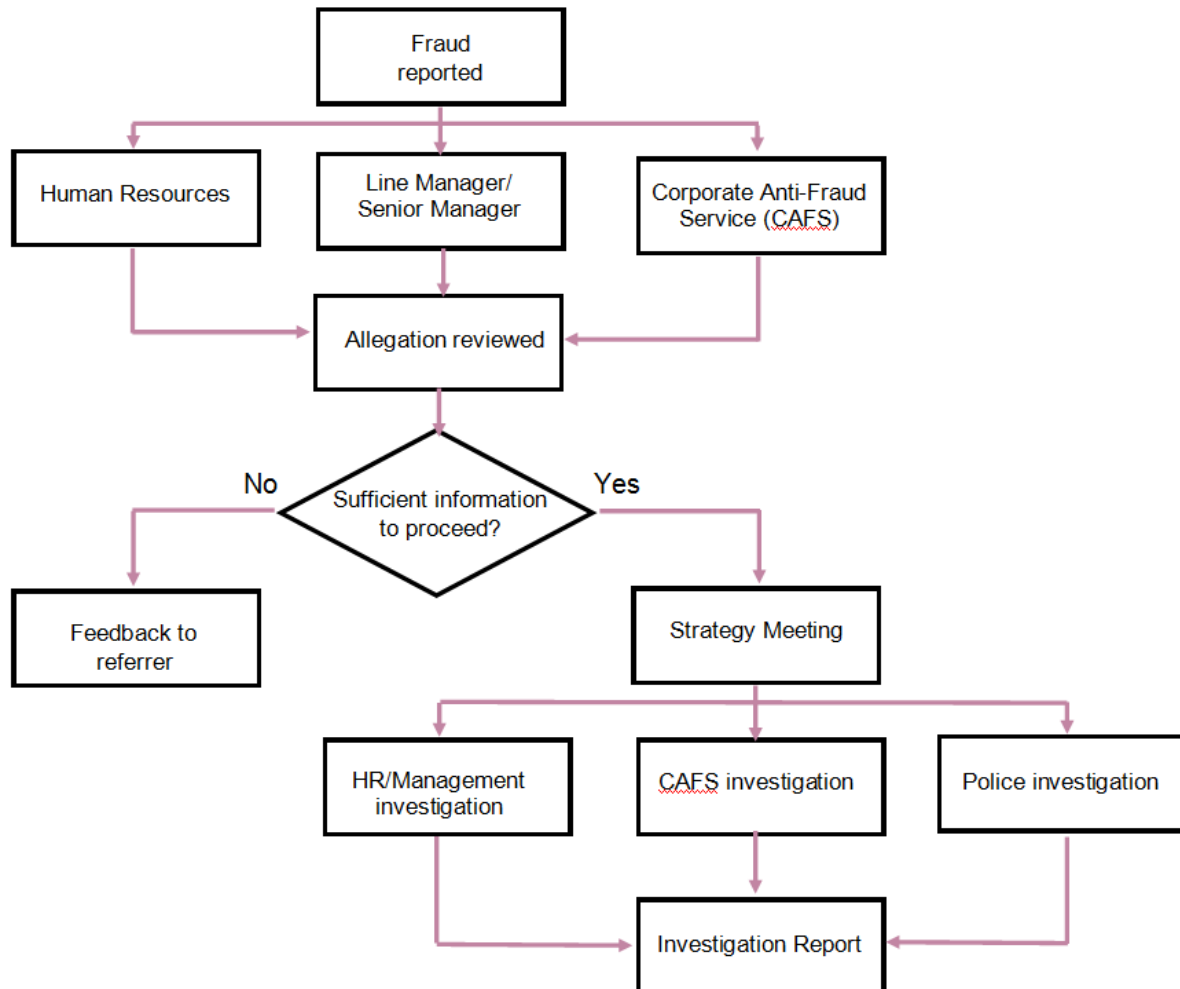 Fraud
reported
Human Resources
Line Manager/
Senior Manager
Corporate Anti-Fraud
Service (CAFS)
Allegation reviewed
No
Yes
Sufficient information
to proceed?
Feedback to
referrer
Strategy Meeting
HR/Management
investigation
CAFS investigation
Police investigation
Investigation Report